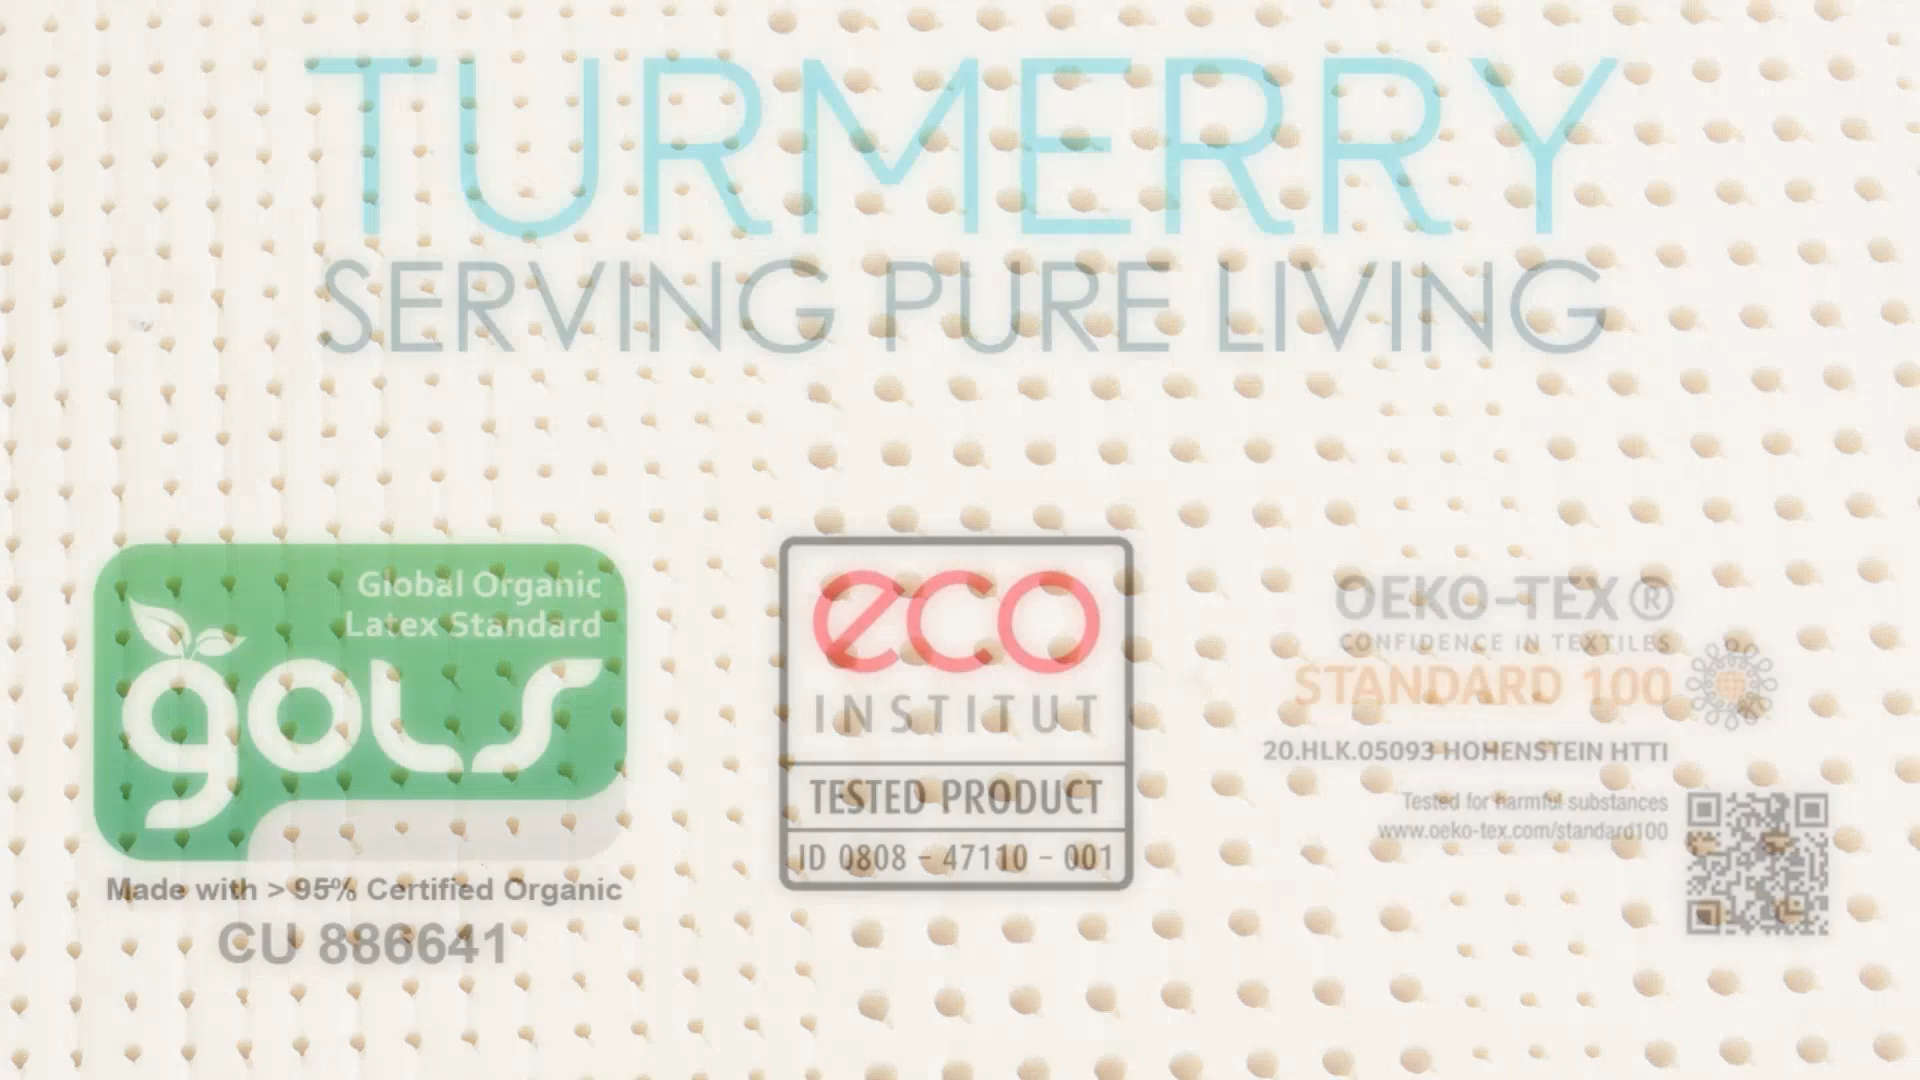 TURMERRY
SERVING PURE LIVING
Global Organic
Latex Standard
gols
Made with > 95% Certified Organic
CU 886641
eco
INSTITUT
TESTED PRODUCT
ID 0808 - 47110 - 001
OEKO-TEX®
CONFIDENCE IN TEXTILES
STANDARD 100
20.HLK.05093 HOHENSTEIN HTTI
Tested for harmful substances
www.oeko-tex.com/standard100